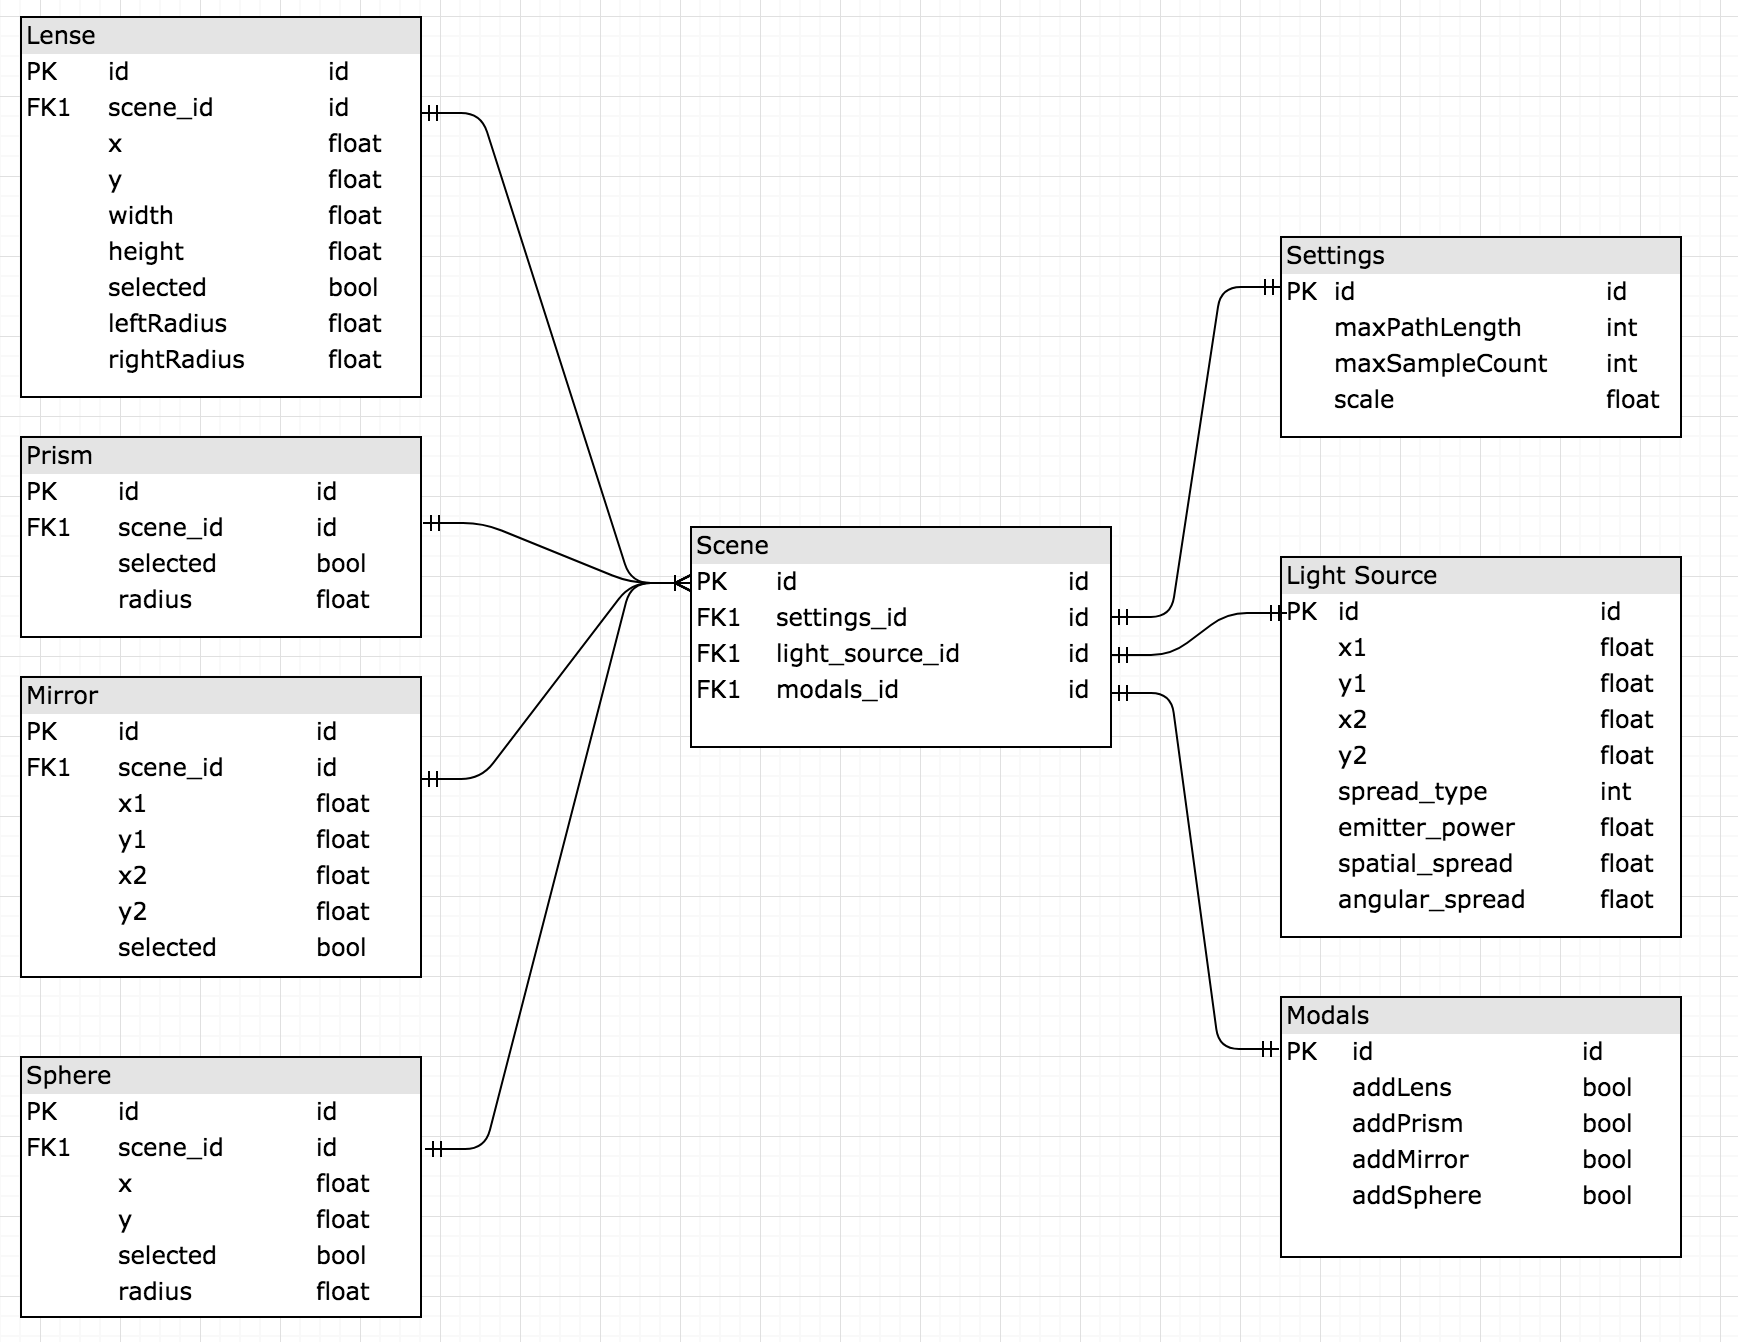 Lense
PK id id
FK1 scene_id id
x float
y float
width float
height float
selected bool
leftRadius float
rightRadius float
Prism
PK id id
FK1 scene_id id
selected bool
radius float
Mirror
PK id id
FK1 scene_id id
x1 float
y1 float
x2 float
y2 float
selected bool
Sphere
PK id id
FK1 scene_id id
x float
y float
selected bool
radius float
Scene
PK id id
FK1 settings_id id
FK1 light_source_id id
FK1 modals_id id
Settings
PK id id
maxPathLength int
maxSampleCount int
scale float
Light Source
PK id id
x1 float
y1 float
x2 float
y2 float
spread_type int
emitter_power float
spatial_spread float
angular_spread flaot
Modals
PK id id
addLens bool
addPrism bool
addMirror bool
addSphere bool